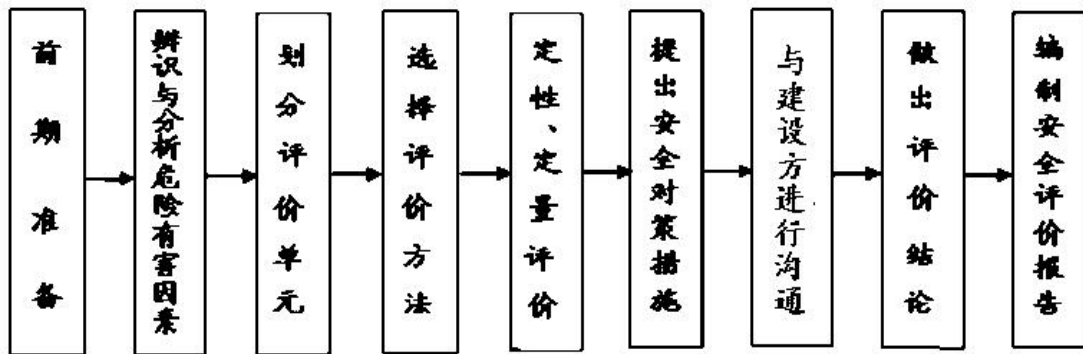 前期准备
辨识与分析危险有害因素
划分评价单元
选择评价方法
定性、定量评价
提出安全对策措施
与建设方进行沟通
做出评价结论
编制安全评价报告